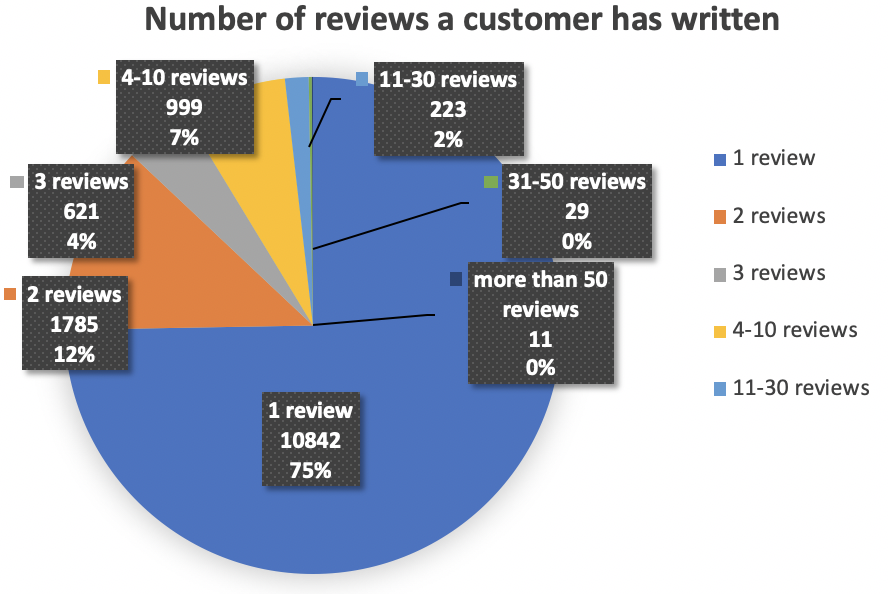 Number of reviews a customer has written
4-10 reviews
999
7%
11-30 reviews
223
2%
3 reviews
621
4%
31-50 reviews
29
0%
2 reviews
1785
12%
more than 50
reviews
11
0%
1 review
10842
75%
1 review
2 reviews
3 reviews
4-10 reviews
11-30 reviews